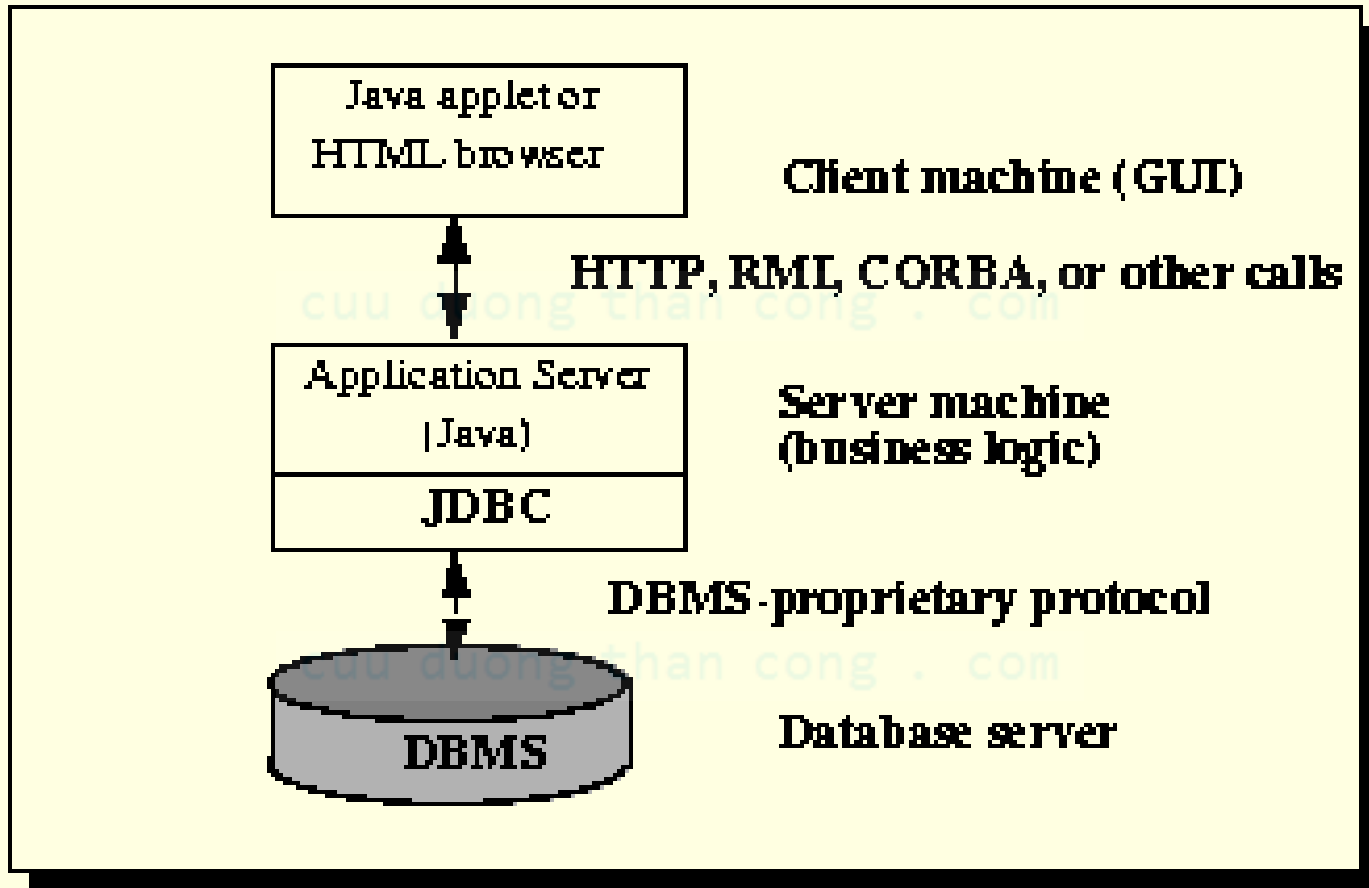 Java applet or
HTML browser
Client machine (GUI)
HTTP, RMI, CORBA, or other calls
cuu duong than cong . com
Application Server
(Java)
Server machine
(business logic)
JDBC
DBMS-proprietary protocol
cuu duong than cong . com
DBMS
Database server